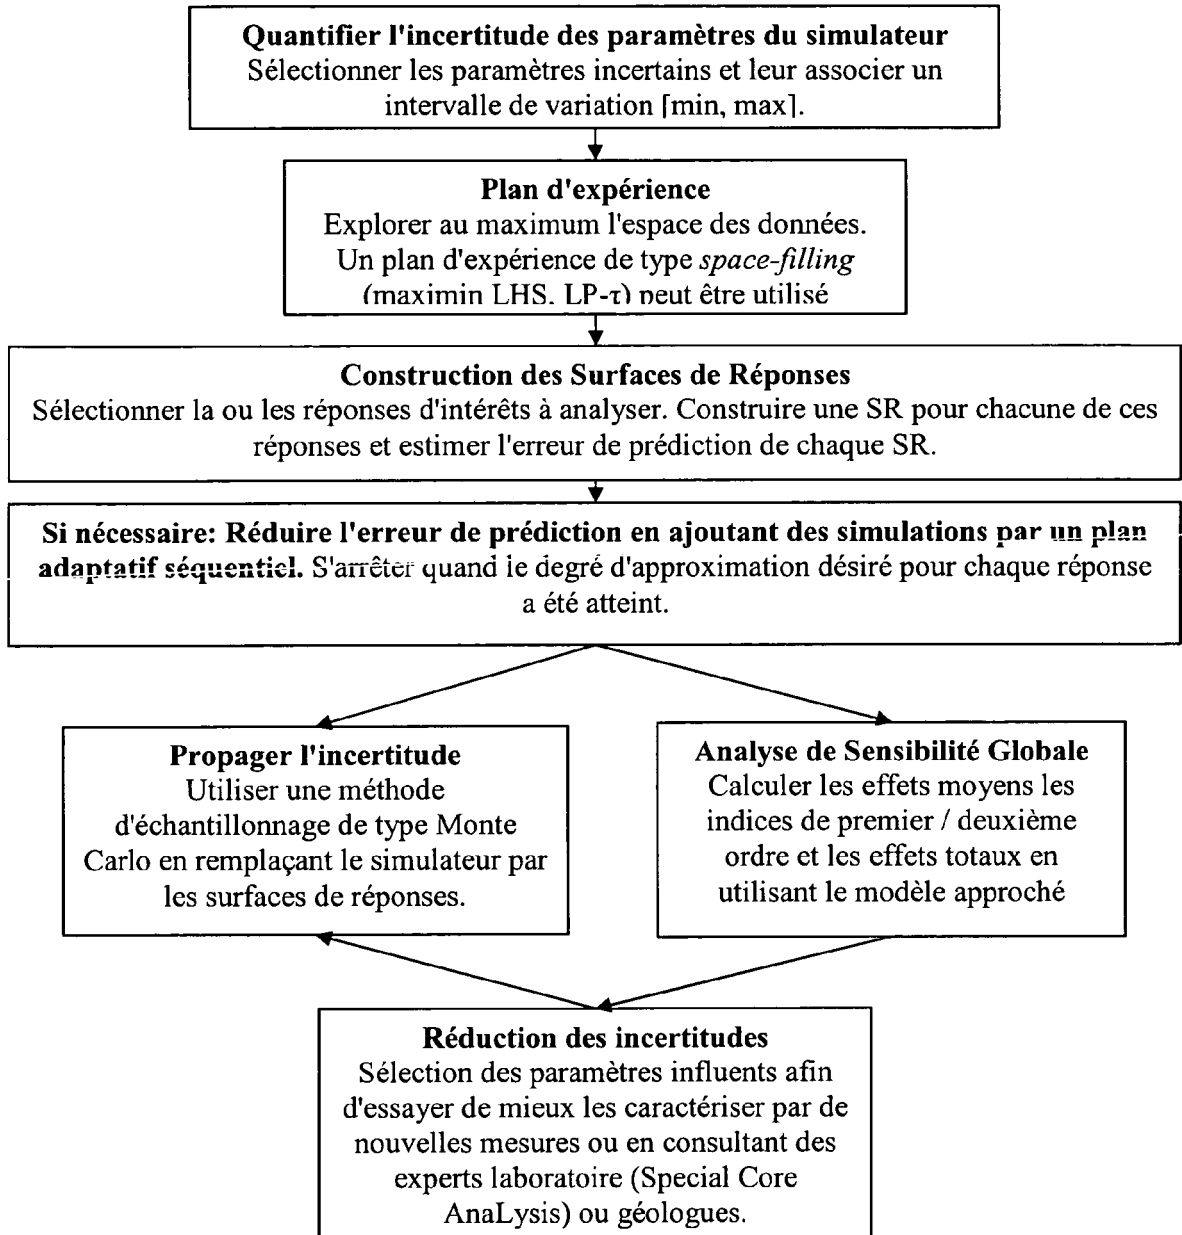 Quantifier l'incertitude des paramètres du simulateur
Sélectionner les paramètres incertains et leur associer un
intervalle de variation [min, max].
Plan d'expérience
Explorer au maximum l'espace des données.
Un plan d'expérience de type space-filling
(maximin LHS, LP-τ) peut être utilisé
Construction des Surfaces de Réponses
Sélectionner la ou les réponses d'intérêts à analyser. Construire une SR pour chacune de ces
réponses et estimer l'erreur de prédiction de chaque SR.
Si nécessaire: Réduire l'erreur de prédiction en ajoutant des simulations par un plan
adaptatif séquentiel. S'arrêter quand le degré d'approximation désiré pour chaque réponse
a été atteint.
Propager l'incertitude
Utiliser une méthode
d'échantillonnage de type Monte
Carlo en remplaçant le simulateur par
les surfaces de réponses.
Analyse de Sensibilité Globale
Calculer les effets moyens les
indices de premier / deuxième
ordre et les effets totaux en
utilisant le modèle approché
Réduction des incertitudes
Sélection des paramètres influents afin
d'essayer de mieux les caractériser par de
nouvelles mesures ou en consultant des
experts laboratoire (Special Core
AnaLysis) ou géologues.